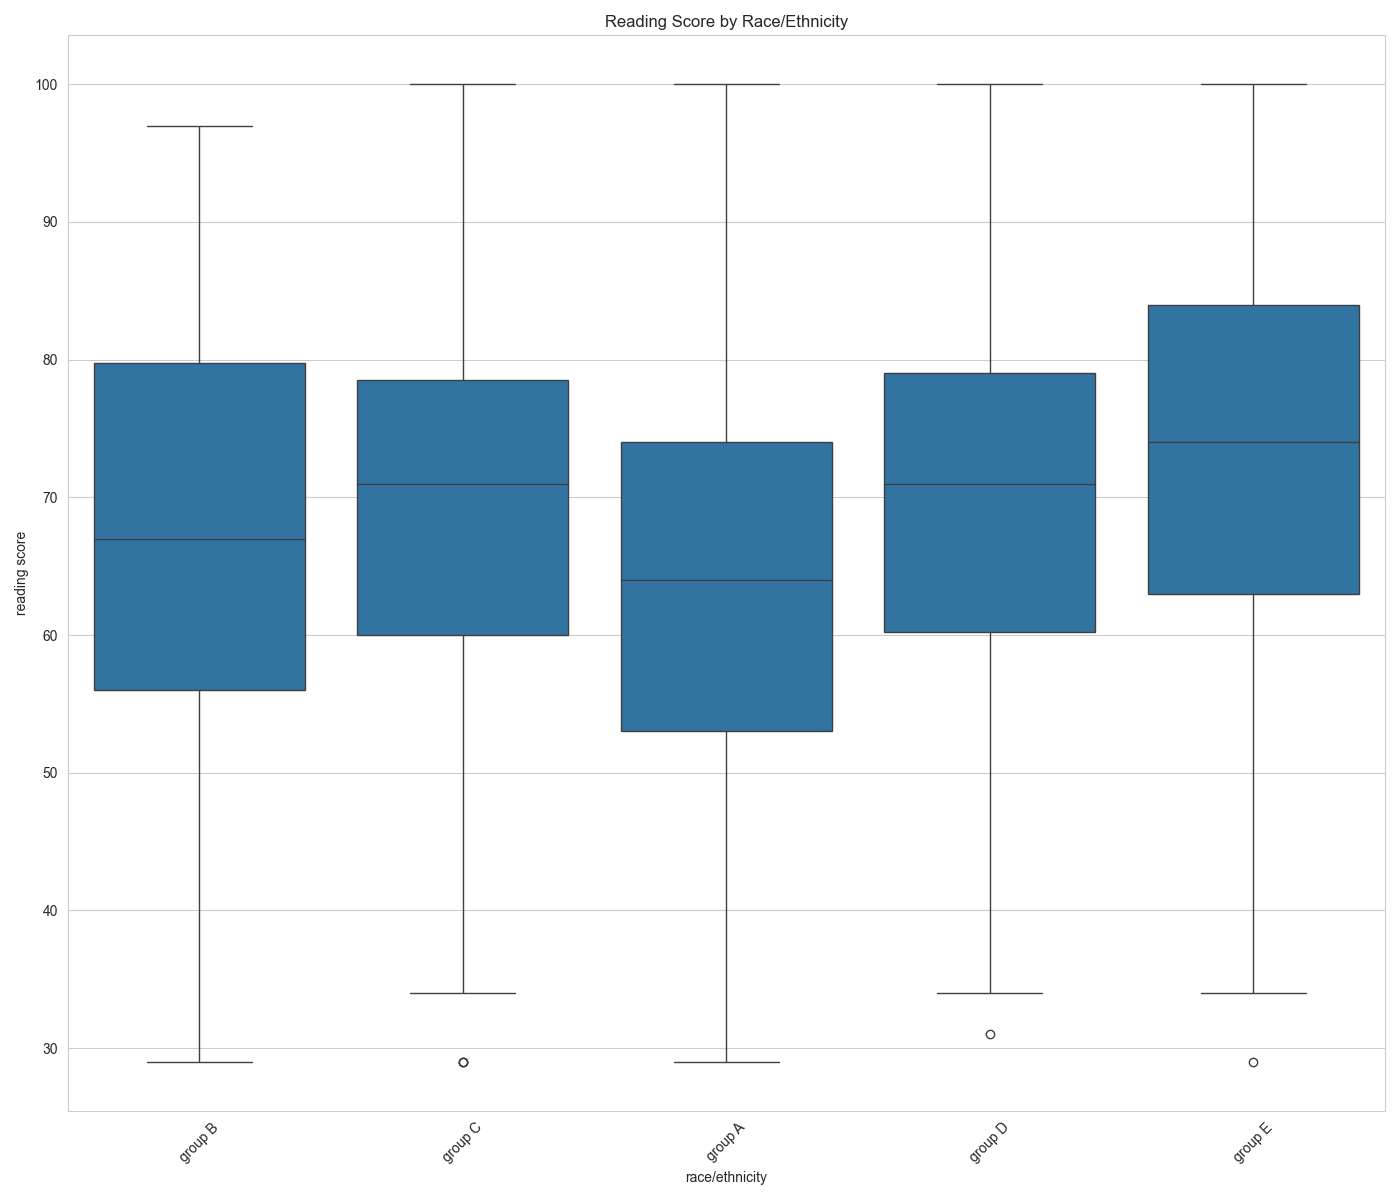 Reading Score by Race/Ethnicity
100
90
80
70
60
50
40
30
reading score
group B
group C
group A
group D
group E
race/ethnicity